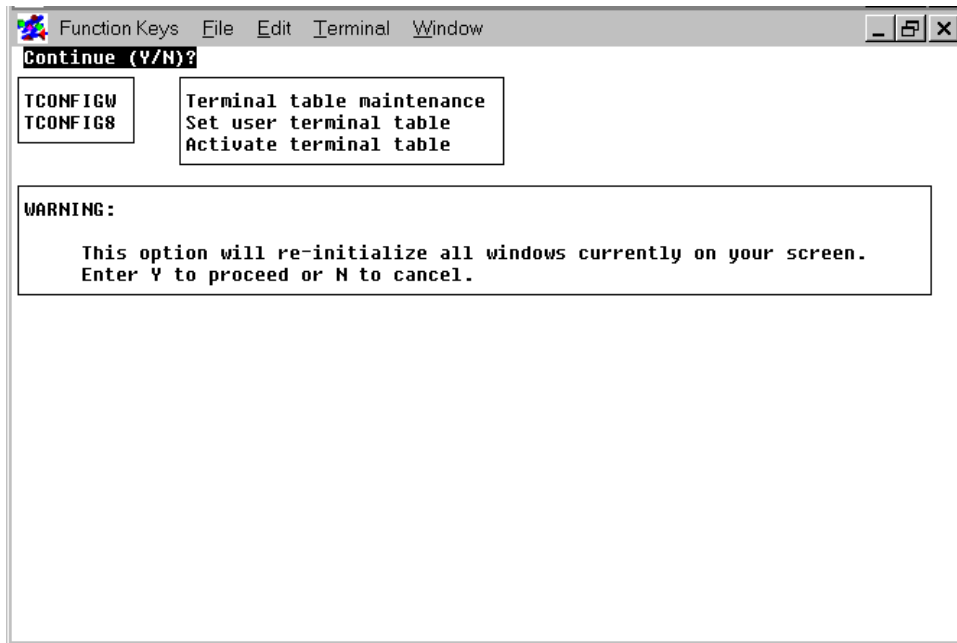 Function Keys File Edit Terminal Window
Continue (Y/N)?
TCONFIGW
TCONFIG8
Terminal table maintenance
Set user terminal table
Activate terminal table
WARNING:
This option will re-initialize all windows currently on your screen.
Enter Y to proceed or N to cancel.